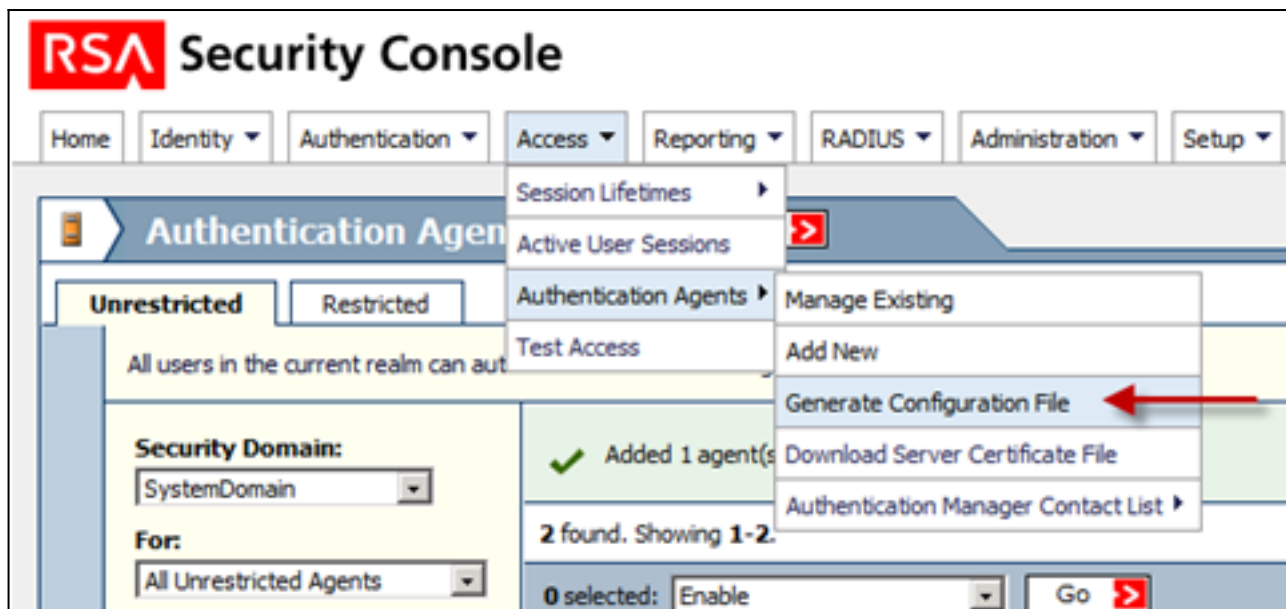 RSA Security Console
Home Identity Authentication Access Reporting RADIUS Administration Setup
Session Lifetimes
Authentication
Active User Sessions
Unrestricted Restricted
Authentication Agents
Manage Existing
Test Access
Add New
All users in the current realm can
Generate Configuration File
Security Domain:
Added 1
Download Server Certificate File
SystemDomain
Authentication Manager Contact List
For:
2 found. Showing 1-2.
All Unrestricted Agents
0 selected: Enable Go